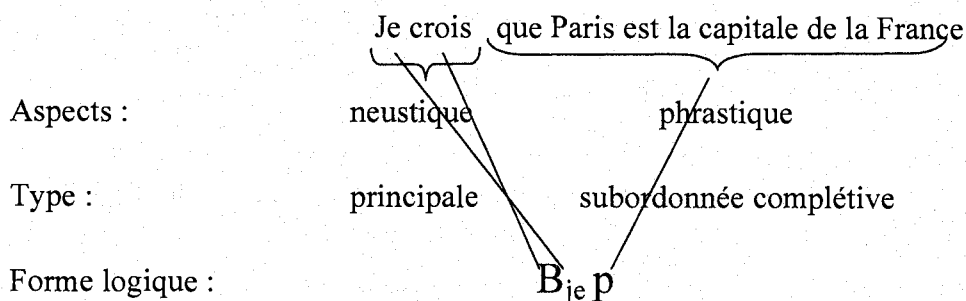 Je crois que Paris est la capitale de la France
Aspects : neustique phrastique
Type : principale subordonnée complétive
Forme logique : B je p